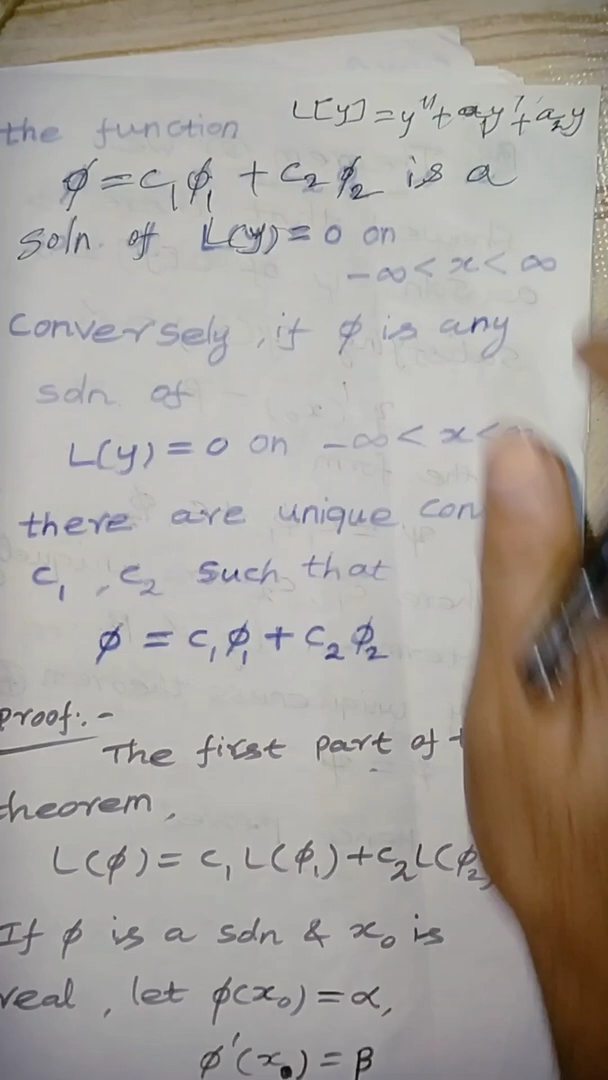 L[y] = y'' + a₁y' + a₂y
the function
ϕ = c₁ϕ₁ + c₂ϕ₂ is a
soln. of L(y) = 0 on
-∞ < x < ∞
conversely, if ϕ is any
soln of
L(y) = 0 on -∞ < x <
there are unique
c₁, c₂ such that
ϕ = c₁ϕ₁ + c₂ϕ₂
proof:-
The first part of
theorem,
L(ϕ) = c₁L(ϕ₁) + c₂L(ϕ₂
If ϕ is a soln & x₀ is
real, let ϕ(x₀) = α,
ϕ'(x₀) = β